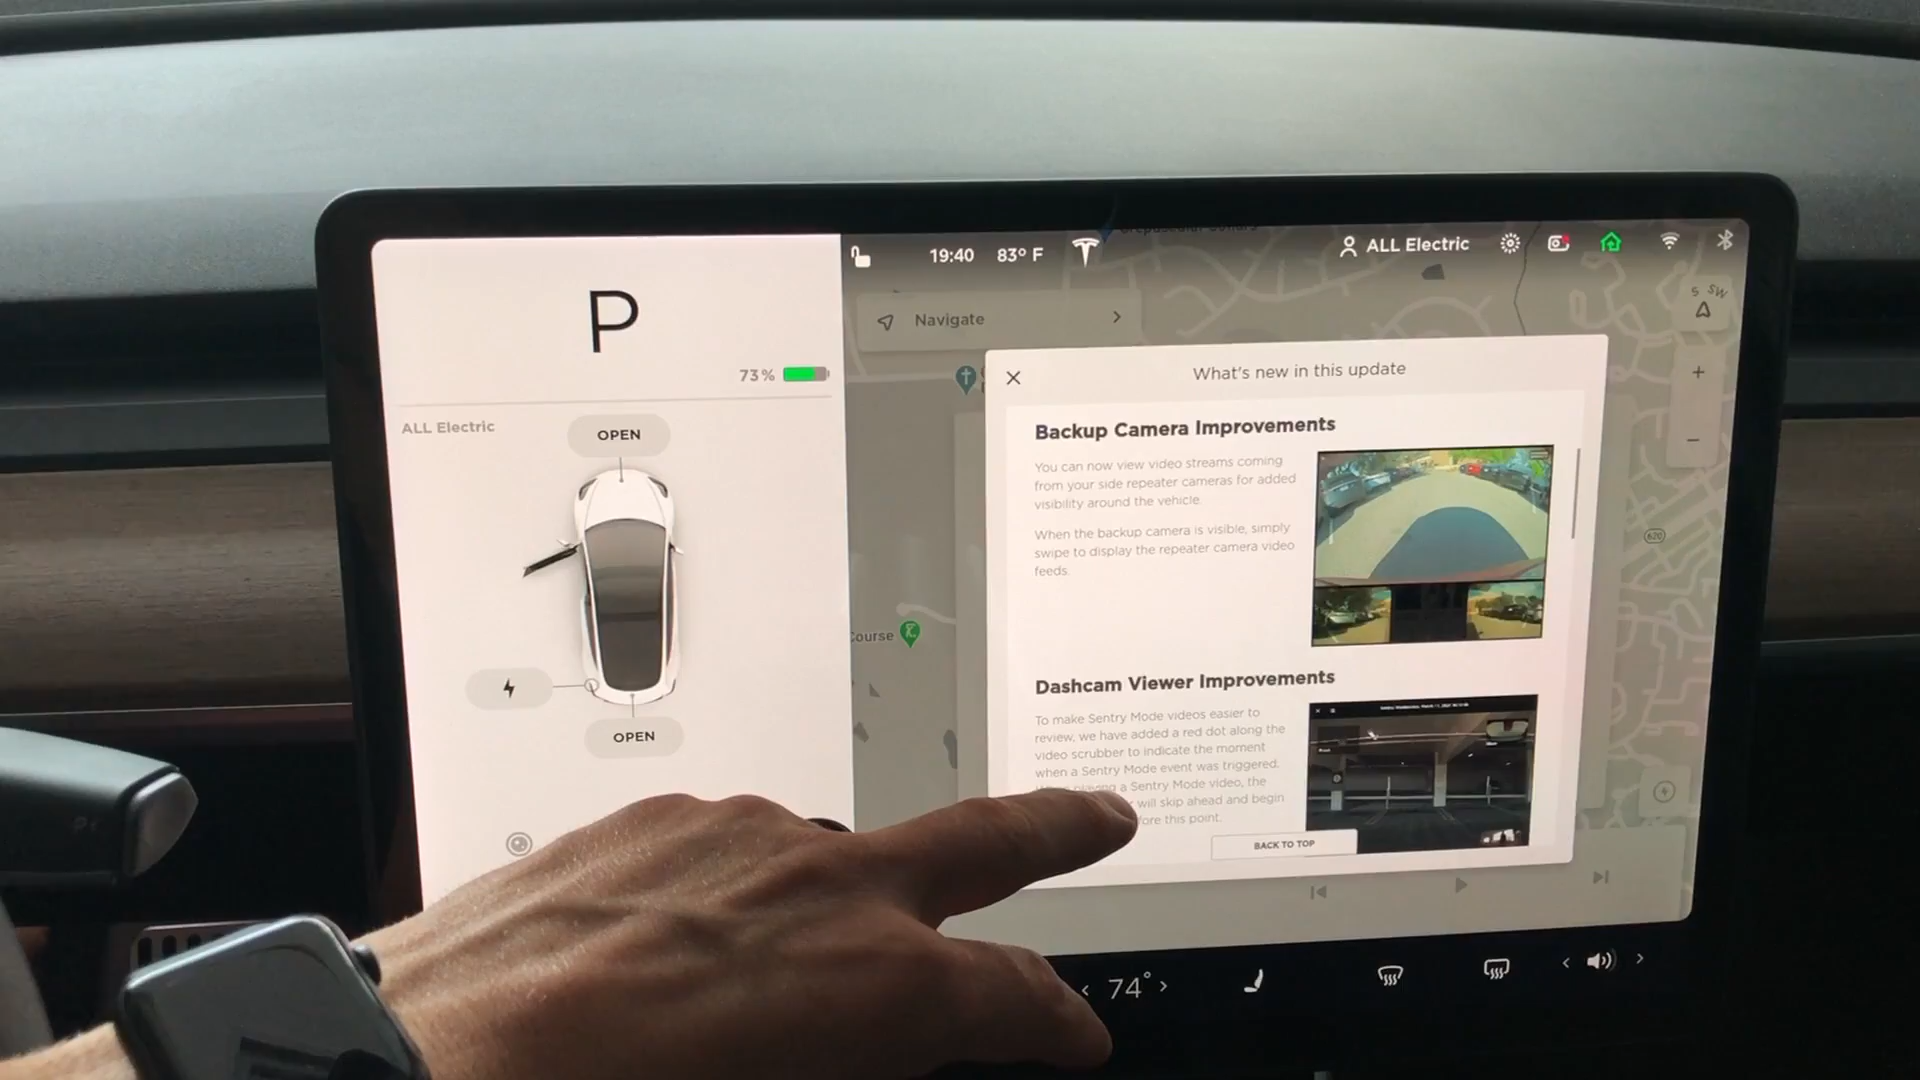 P
73%
ALL Electric
OPEN
OPEN
19:40
83° F
ALL Electric
Navigate
S SW
620
Course
What's new in this update
Backup Camera Improvements
You can now view video streams coming
from your side repeater cameras for added
visibility around the vehicle.
When the backup camera is visible, simply
swipe to display the repeater camera video
feeds.
Dashcam Viewer Improvements
To make Sentry Mode videos easier to
review, we have added a red dot along the
video scrubber to indicate the moment
when a Sentry Mode event was triggered.
playing a Sentry Mode video, the
will skip ahead and begin
this point.
BACK TO TOP
74°